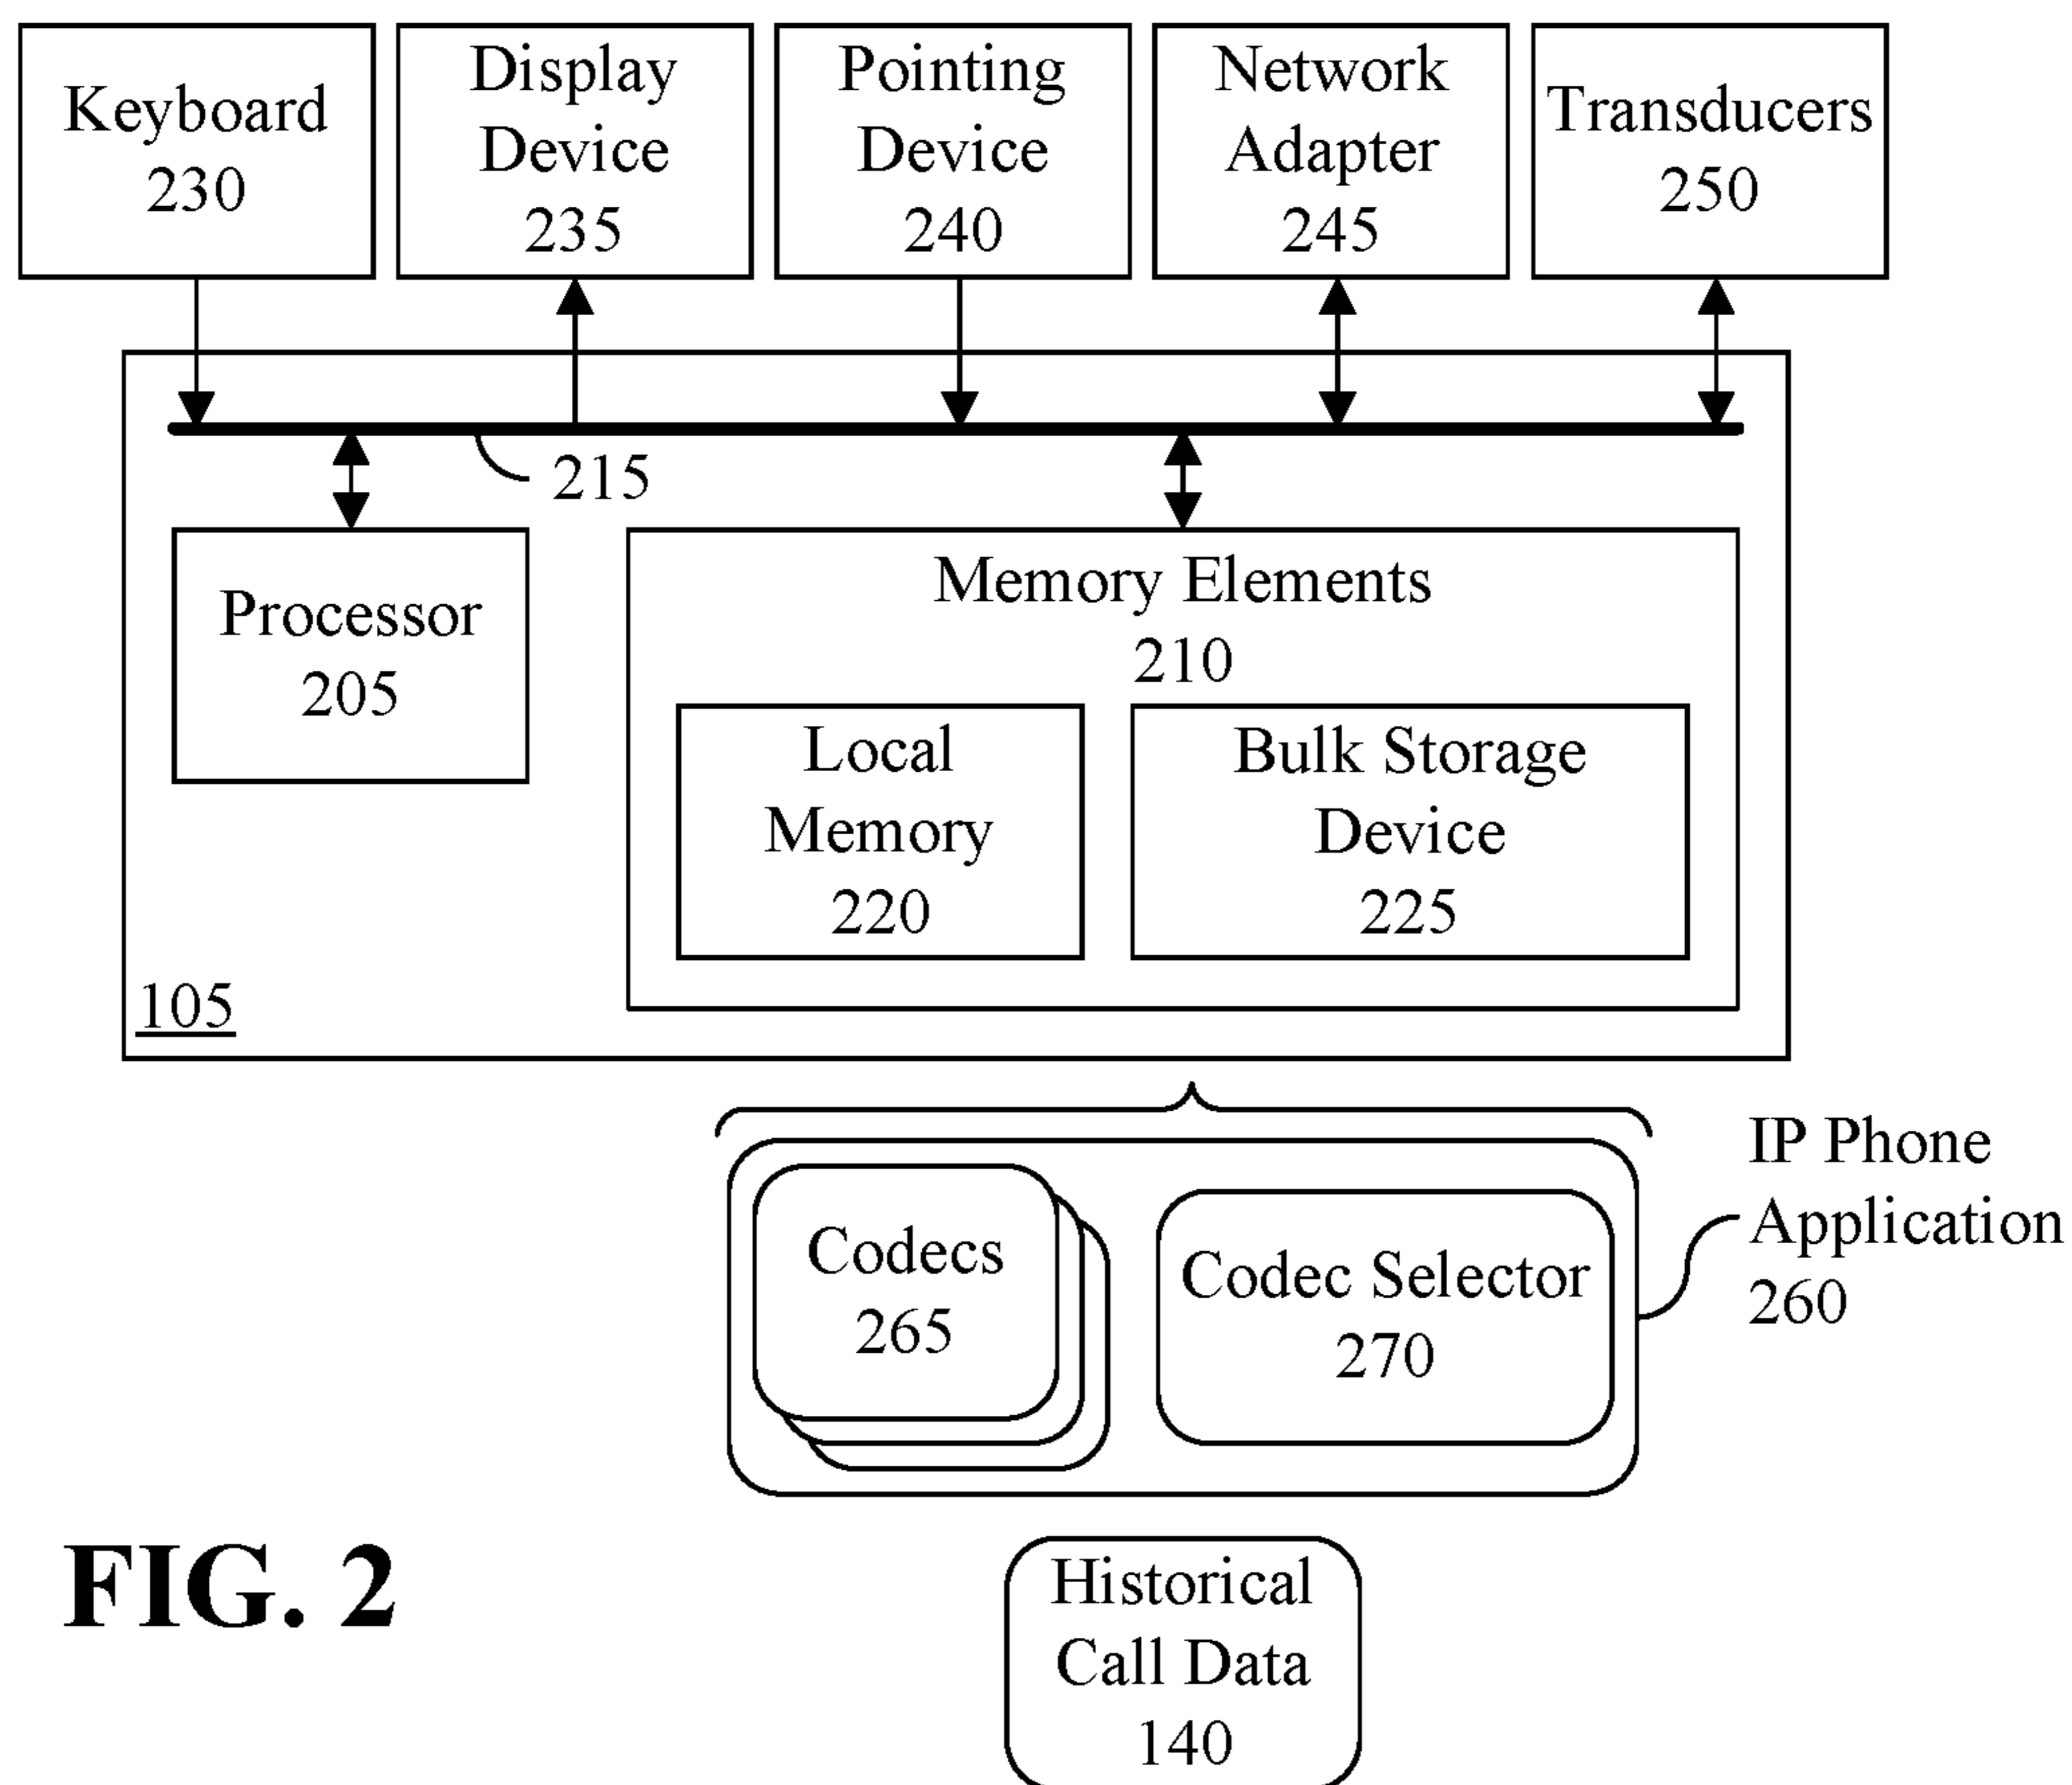 Keyboard
230
Display
Device
235
Pointing
Device
240
Network
Adapter
245
Transducers
250
215
Processor
205
Memory Elements
210
Local
Memory
220
Bulk Storage
Device
225
105
Codecs
265
Codec Selector
270
IP Phone
Application
260
Historical
Call Data
140
FIG. 2